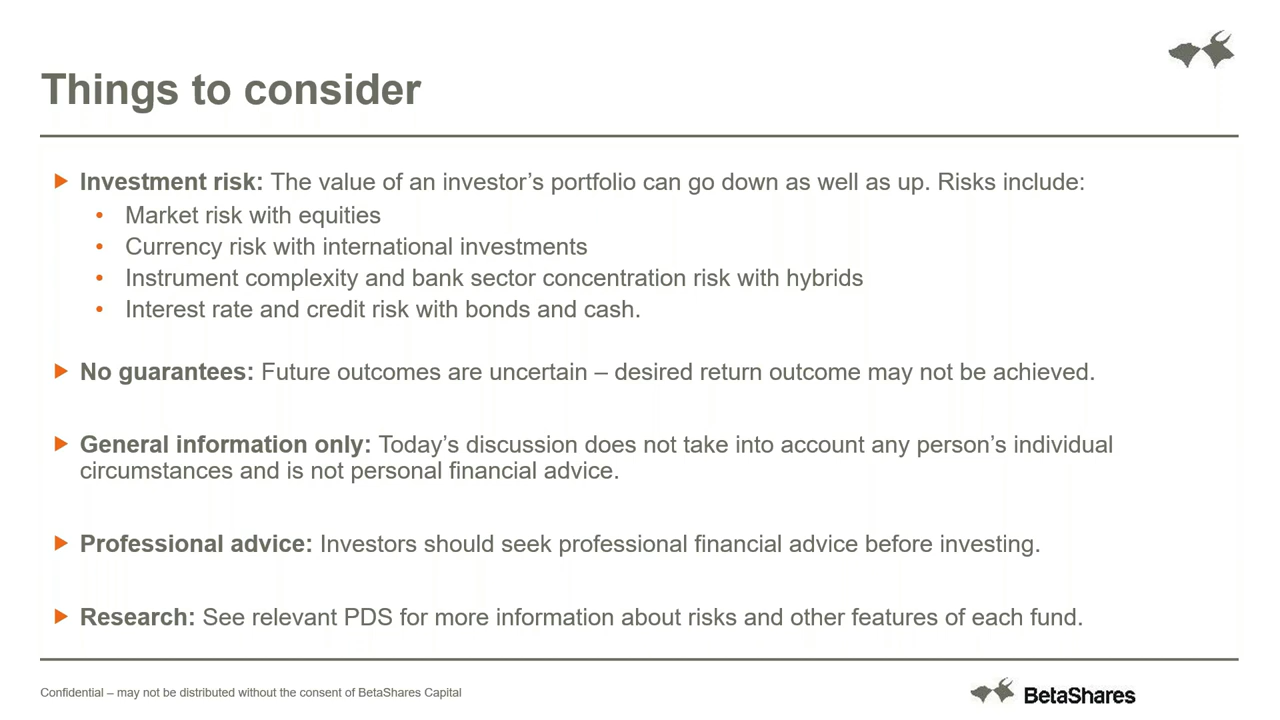 Things to consider
Investment risk: The value of an investor’s portfolio can go down as well as up. Risks include:
• Market risk with equities
• Currency risk with international investments
• Instrument complexity and bank sector concentration risk with hybrids
• Interest rate and credit risk with bonds and cash.
No guarantees: Future outcomes are uncertain – desired return outcome may not be achieved.
General information only: Today’s discussion does not take into account any person’s individual
circumstances and is not personal financial advice.
Professional advice: Investors should seek professional financial advice before investing.
Research: See relevant PDS for more information about risks and other features of each fund.
Confidential – may not be distributed without the consent of BetaShares Capital
BetaShares